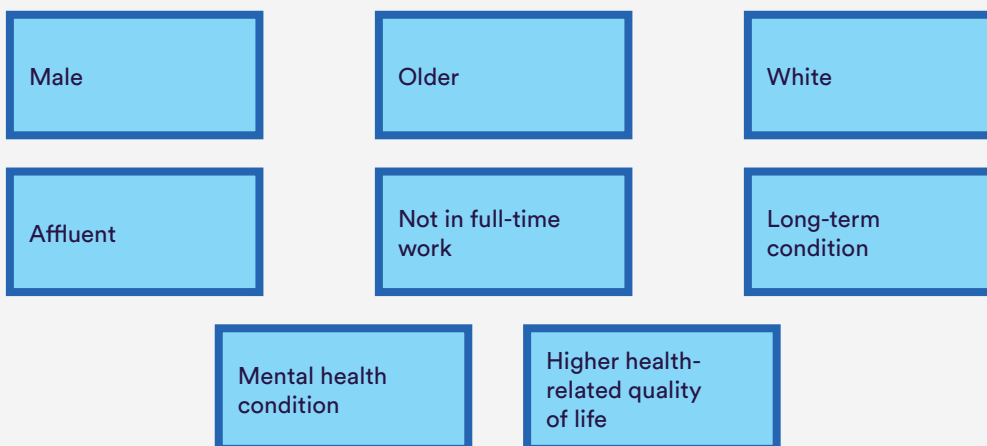 Male
Older
White
Affluent
Not in full-time
work
Long-term
condition
Mental health
condition
Higher health-
related quality
of life